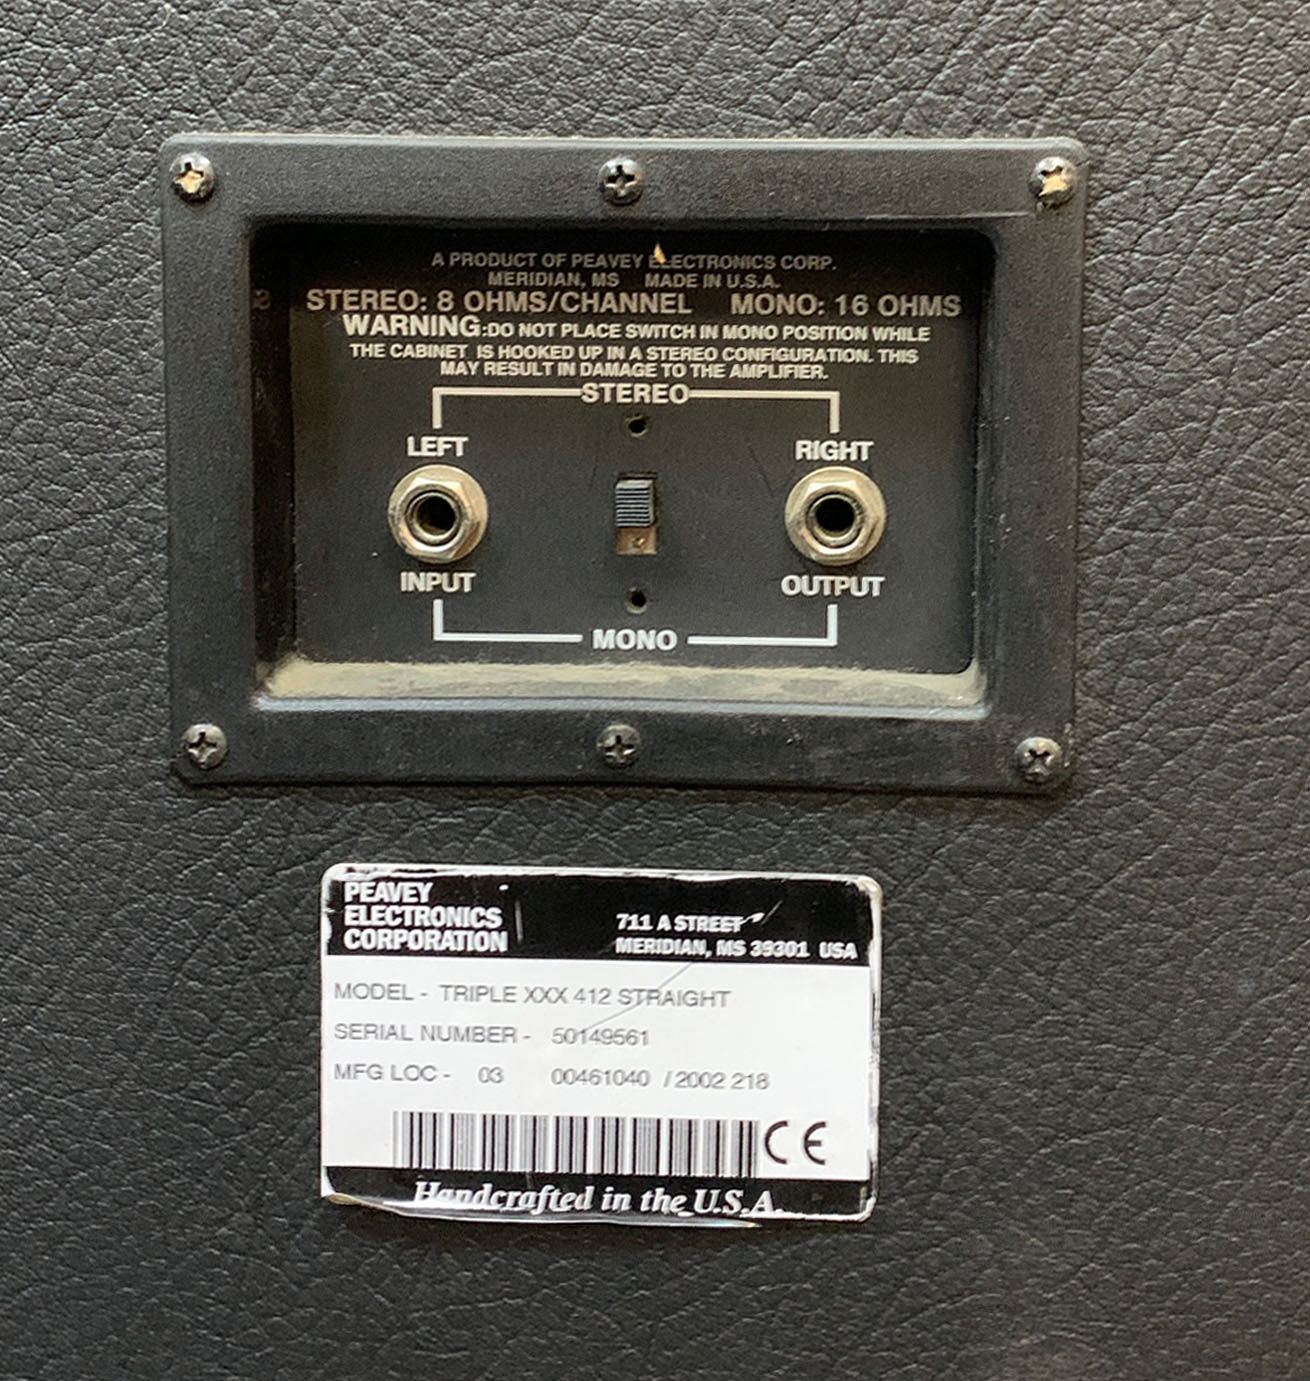 A PRODUCT OF PEAVEY ELECTRONICS CORP.
MERIDIAN, MS MADE IN U.S.A.
STEREO: 8 OHMS/CHANNEL MONO: 16 OHMS
WARNING:DO NOT PLACE SWITCH IN MONO POSITION WHILE
THE CABINET IS HOOKED UP IN A STEREO CONFIGURATION. THIS
MAY RESULT IN DAMAGE TO THE AMPLIFIER.
STEREO
LEFT RIGHT
INPUT OUTPUT
MONO
PEAVEY
ELECTRONICS
CORPORATION
711 A STREET
MERIDIAN, MS 39301 USA
MODEL - TRIPLE XXX 412 STRAIGHT
SERIAL NUMBER - 50149561
MFG LOC - 03 00461040 / 2002 218
CE
Handcrafted in the U.S.A.